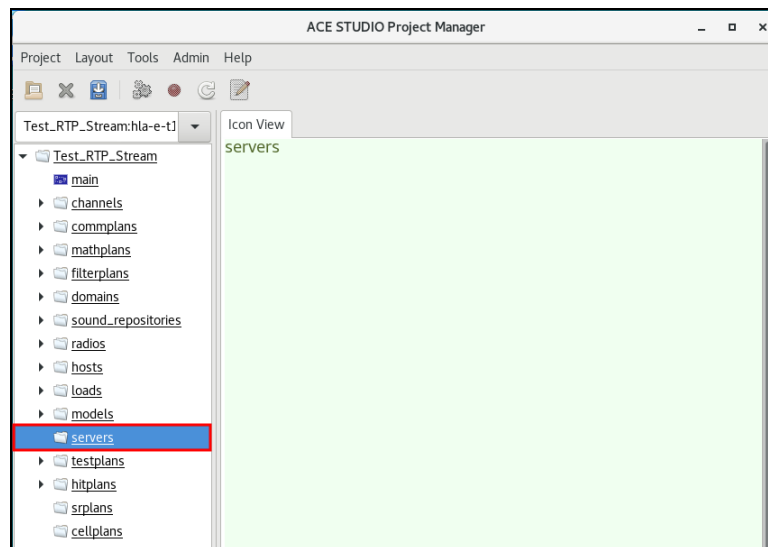 ACE STUDIO Project Manager
Project Layout Tools Admin Help
Test_RTP_Stream:hla-e-t1
Icon View
servers
Test_RTP_Stream
main
channels
commplans
mathplans
filterplans
domains
sound_repositories
radios
hosts
loads
models
servers
testplans
hitplans
srplans
cellplans